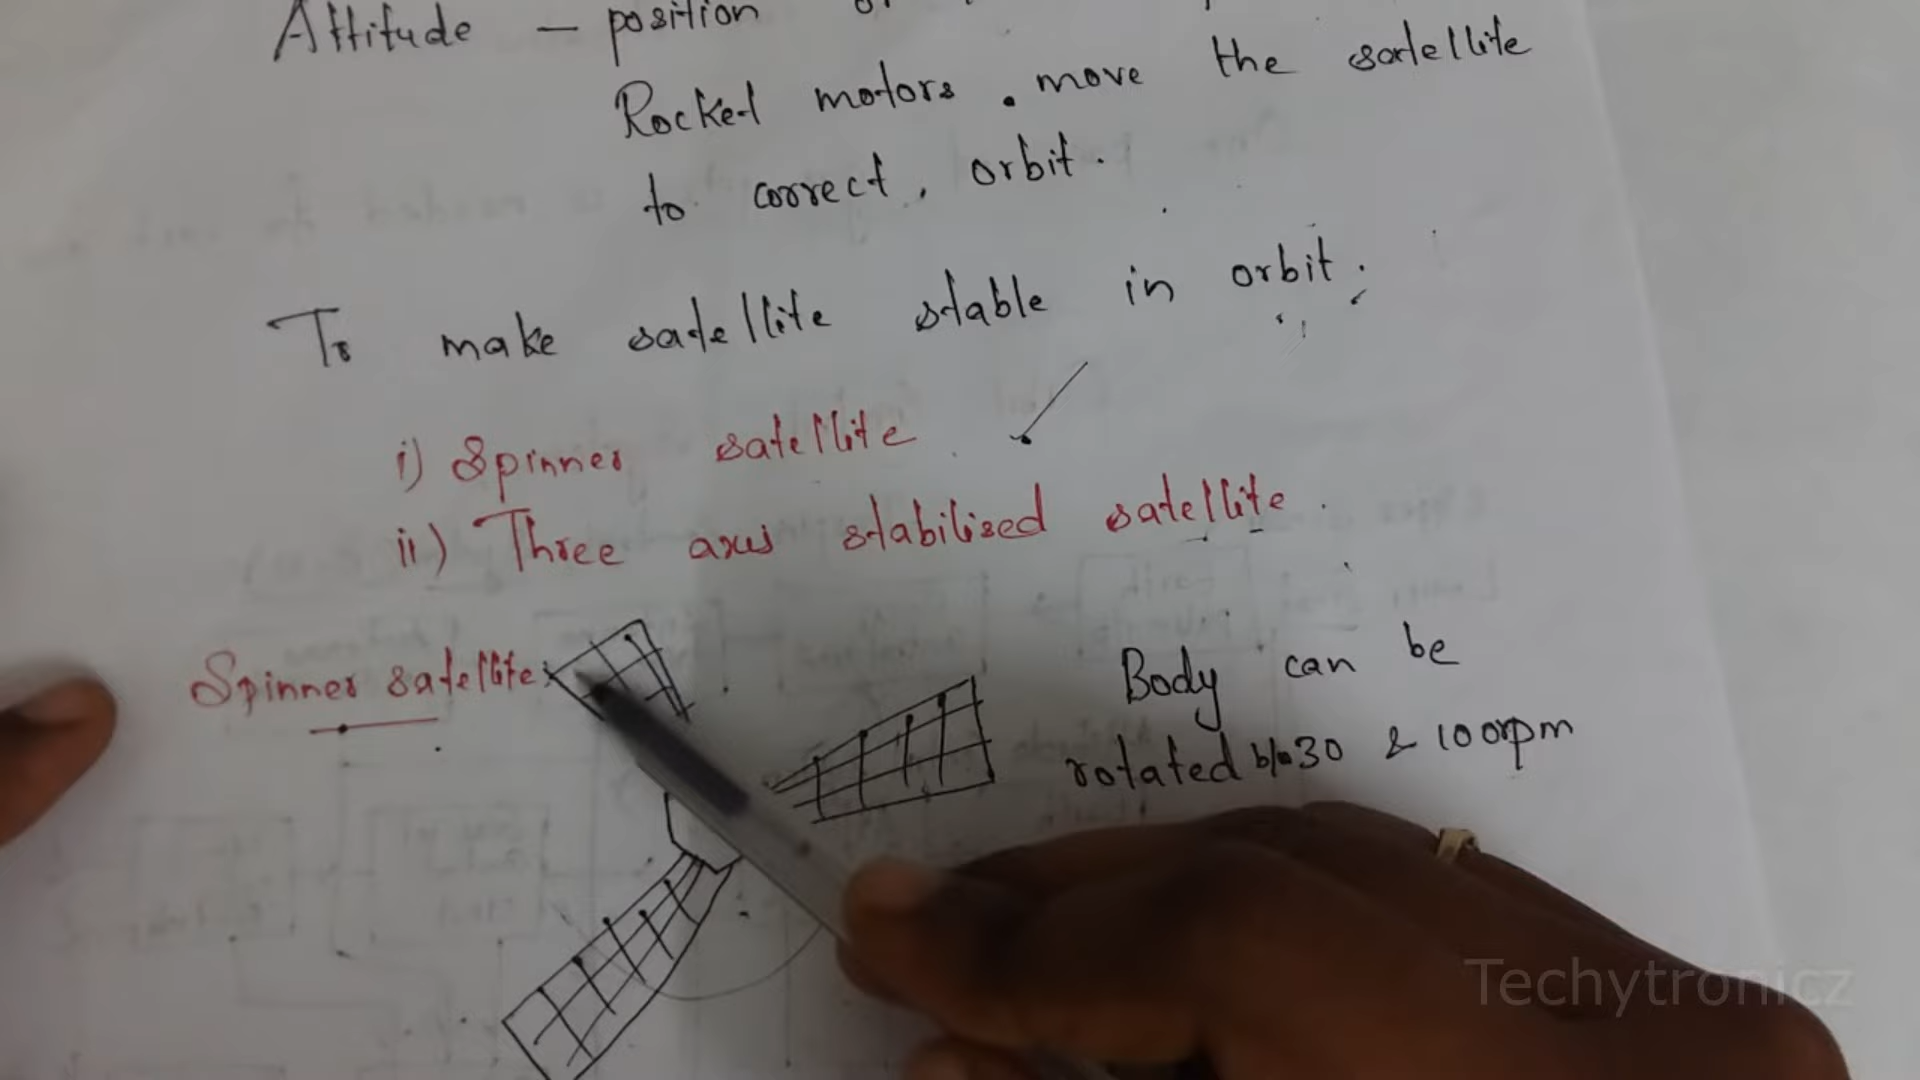 Attitude — position
Rocket motors . move the satellite
to correct, orbit.
To make satellite stable in orbit.
i) Spinner satellite
ii) Three axis stabilised satellite.
Spinner satellite:
Body can be
rotated b/w 30 & 100rpm
Techytronicz